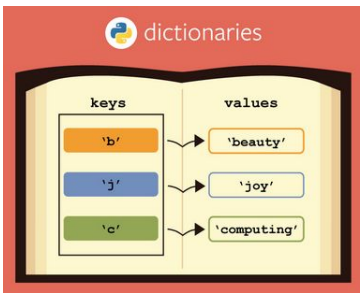 dictionaries
keys values
‘b’ ‘beauty’
‘j’ ‘joy’
‘c’ ‘computing’